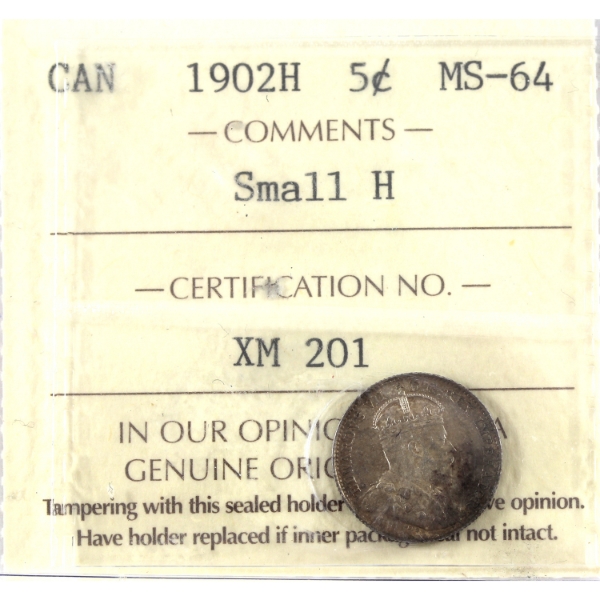 CAN 1902H 5¢ MS-64
— COMMENTS —
Small H
— CERTIFICATION NO. —
XM 201
IN OUR OPINIO A
GENUINE ORIG
Tampering with this sealed holder ve opinion.
Have holder replaced if inner pack al not intact.